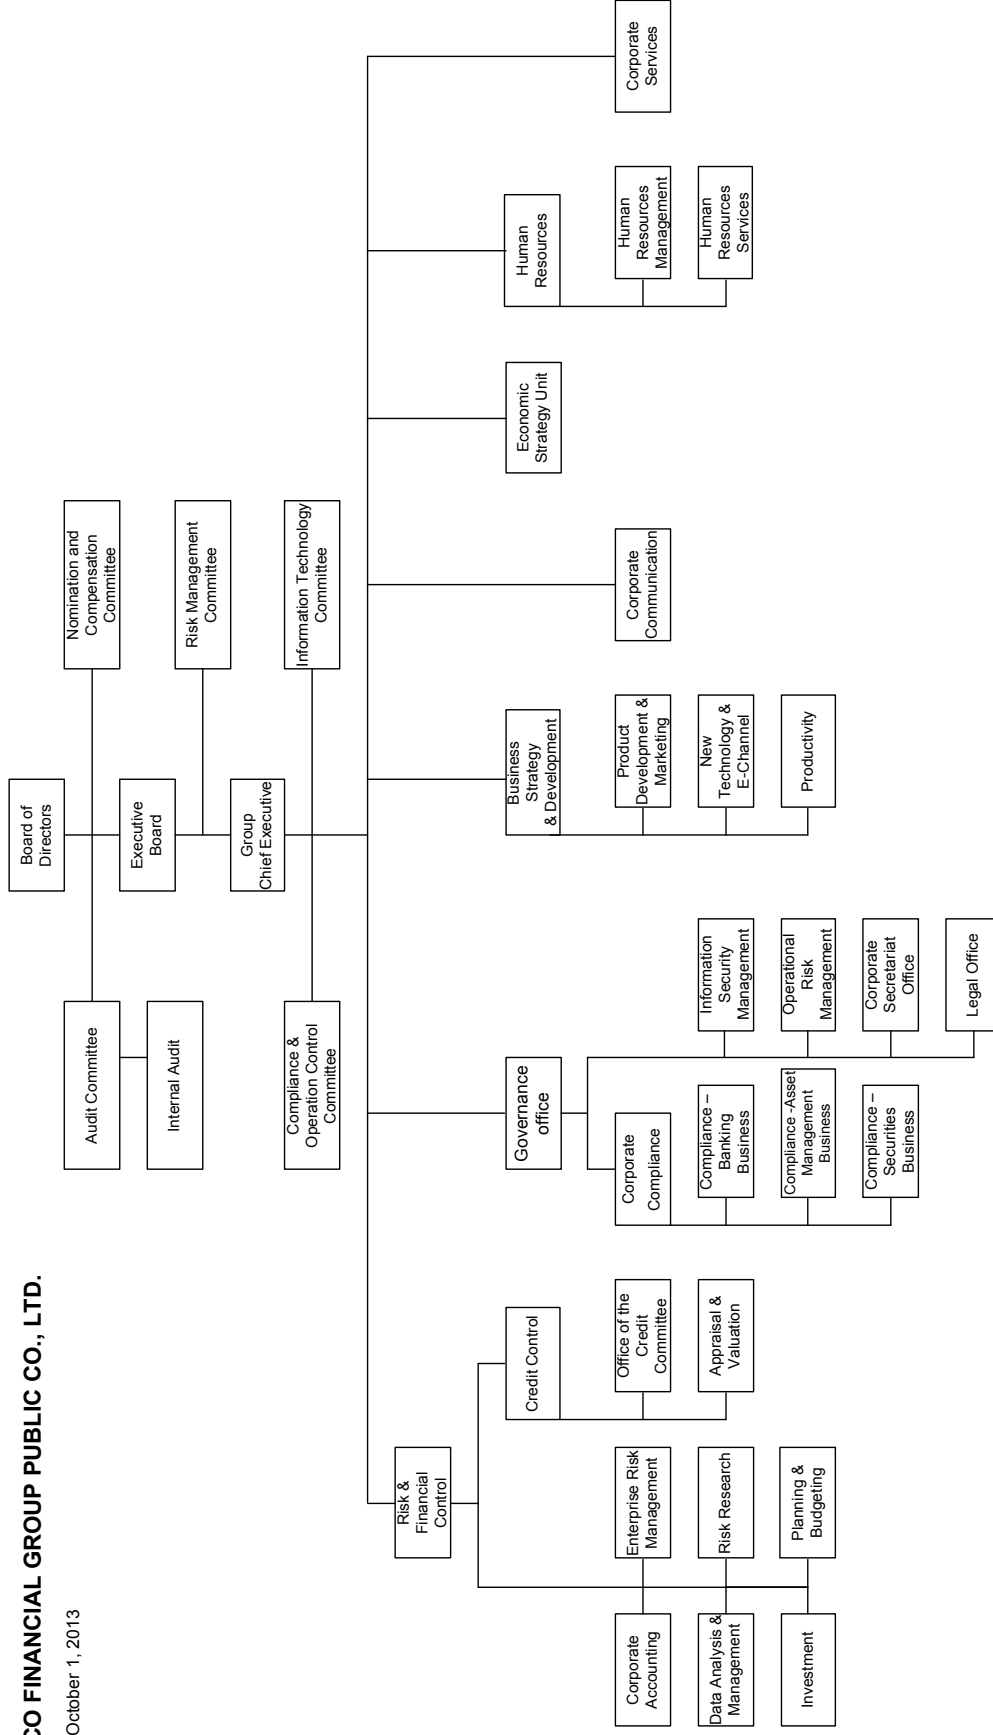 CO FINANCIAL GROUP PUBLIC CO., LTD.
October 1, 2013
Board of
Directors
Audit Committee
Nomination and
Compensation
Committee
Internal Audit
Executive
Board
Risk Management
Committee
Group
Chief Executive
Compliance &
Operation Control
Committee
Information Technology
Committee
Risk &
Financial
Control
Corporate
Accounting
Enterprise Risk
Management
Data Analysis &
Management
Risk Research
Investment
Planning &
Budgeting
Credit Control
Office of the
Credit
Committee
Appraisal &
Valuation
Governance
office
Corporate
Compliance
Compliance –
Banking
Business
Compliance -Asset
Management
Business
Compliance –
Securities
Business
Information
Security
Management
Operational
Risk
Management
Corporate
Secretariat
Office
Legal Office
Business
Strategy
& Development
Product
Development &
Marketing
New
Technology &
E-Channel
Productivity
Corporate
Communication
Economic
Strategy Unit
Human
Resources
Human
Resources
Management
Human
Resources
Services
Corporate
Services